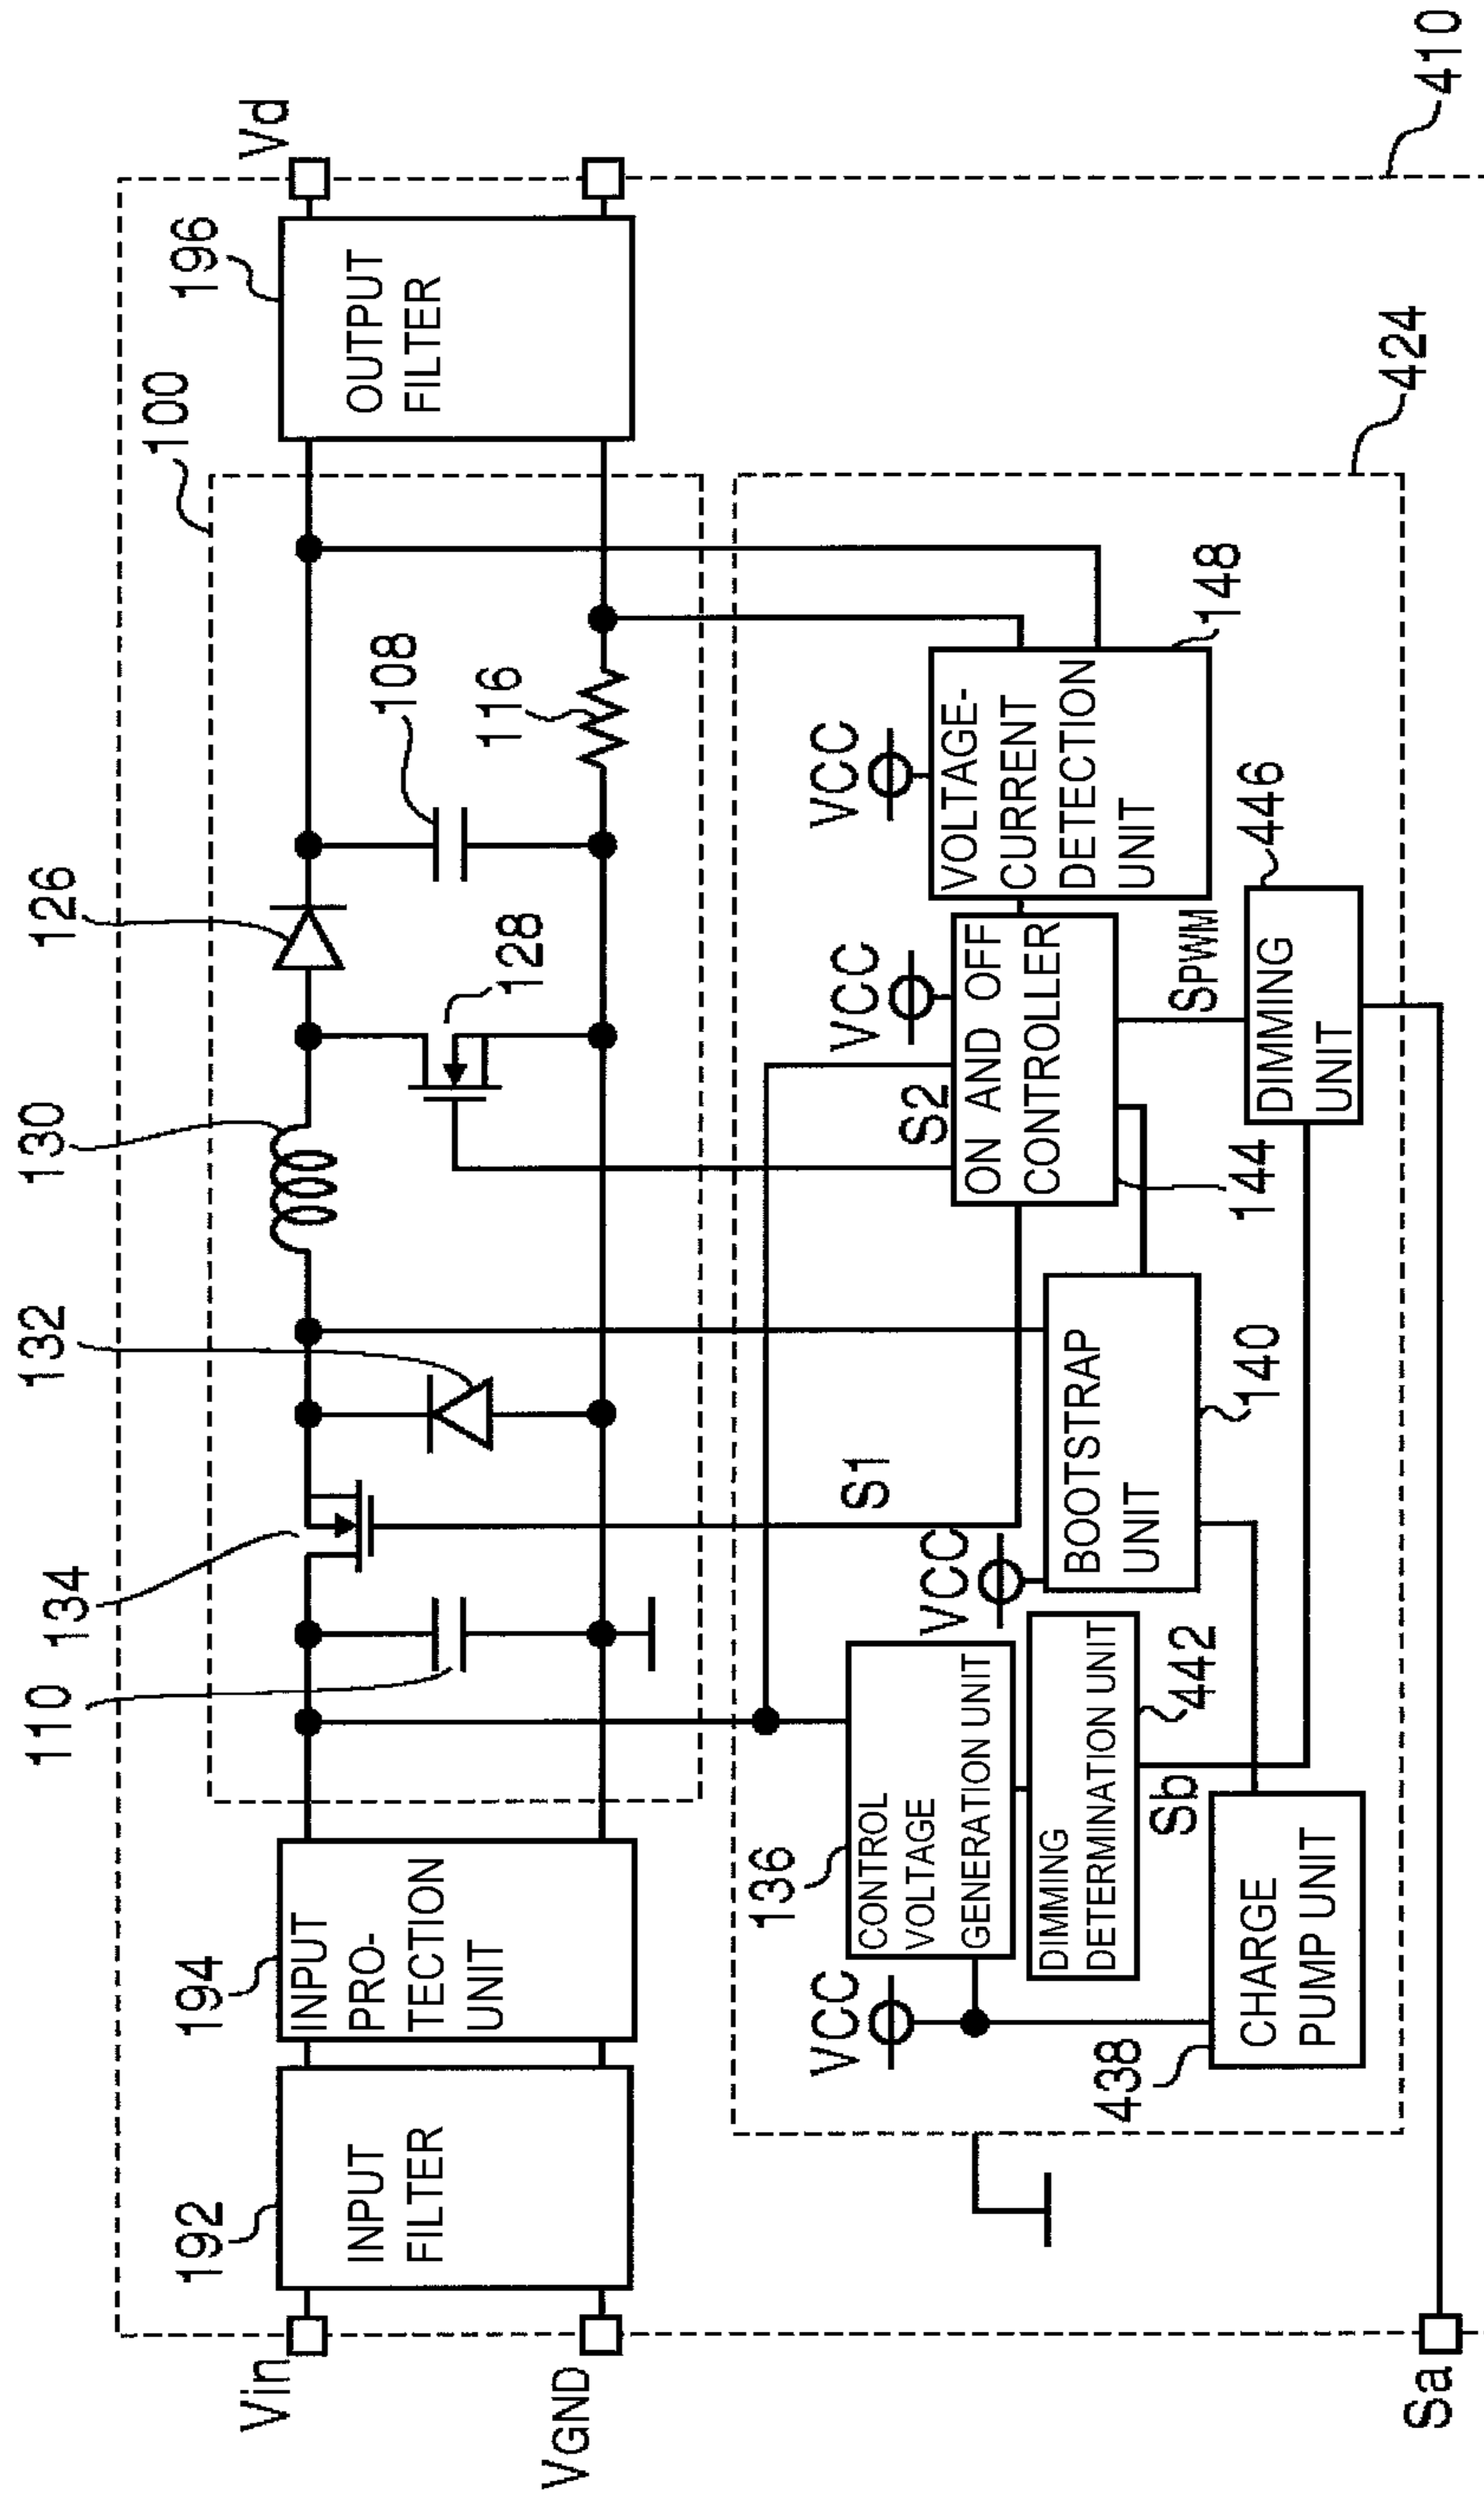 410
Vd
196
OUTPUT
FILTER
100
424
148
108
116
VCC
VOLTAGE-
CURRENT
DETECTION
UNIT
446
126
128
VCC
ON AND OFF
CONTROLLER
SPWM
DIMMING
UNIT
130
S2
144
132
BOOTSTRAP
UNIT
140
134
S1
VCC
110
442
CONTROL
VOLTAGE
GENERATION UNIT
DIMMING
DETERMINATION UNIT
Sb
136
194
INPUT
PRO-
TECTION
UNIT
VCC
438
CHARGE
PUMP UNIT
192
INPUT
FILTER
Vin
VGND
Sa